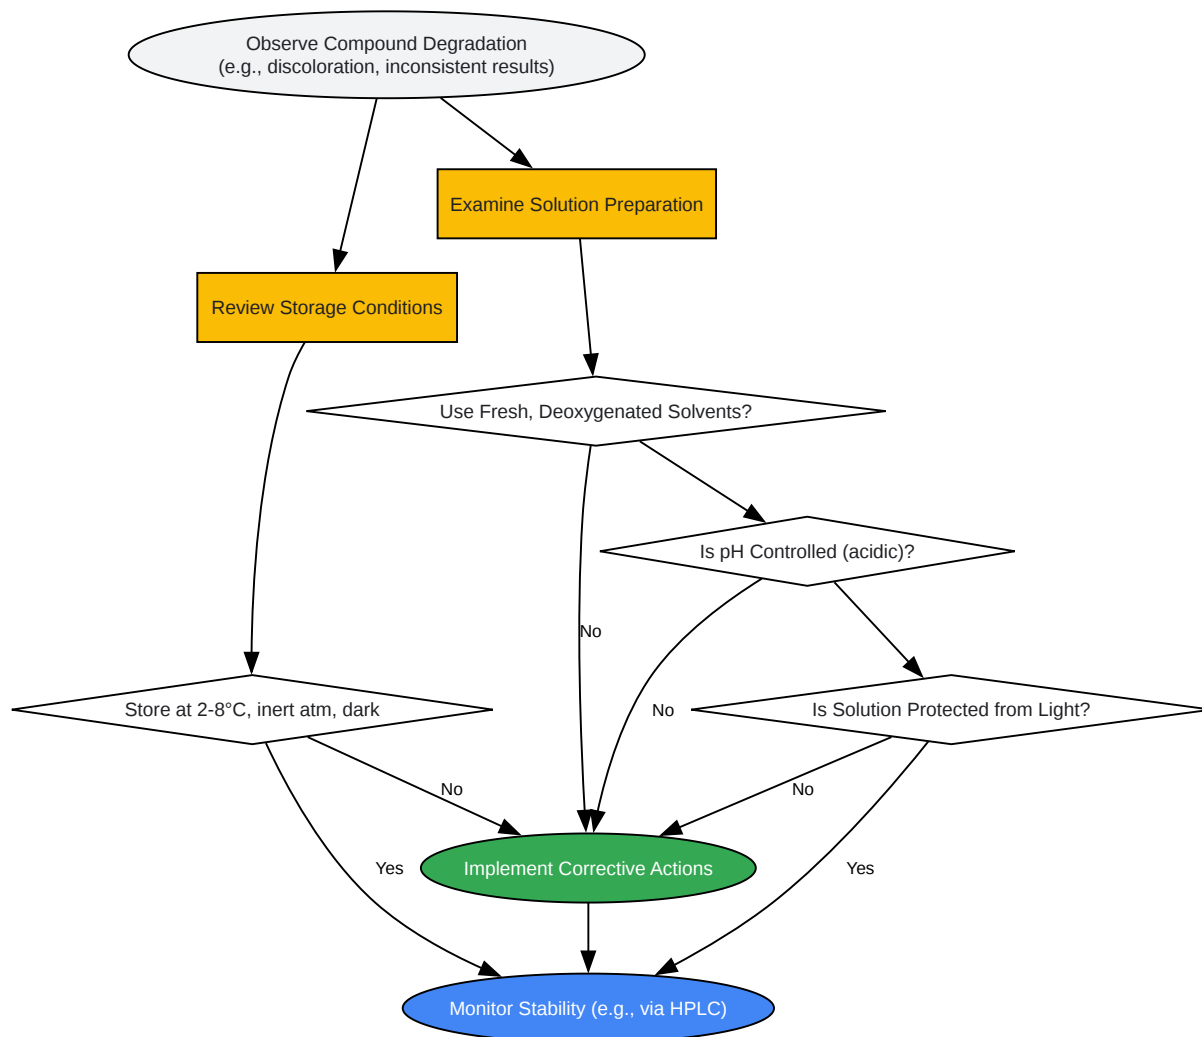 Observe Compound Degradation
(e.g., discoloration, inconsistent results)
Examine Solution Preparation
Review Storage Conditions
Use Fresh, Deoxygenated Solvents?
Is pH Controlled (acidic)?
No
Store at 2-8°C, inert atm, dark
No
Is Solution Protected from Light?
No
No
Implement Corrective Actions
Yes
Yes
Monitor Stability (e.g., via HPLC)